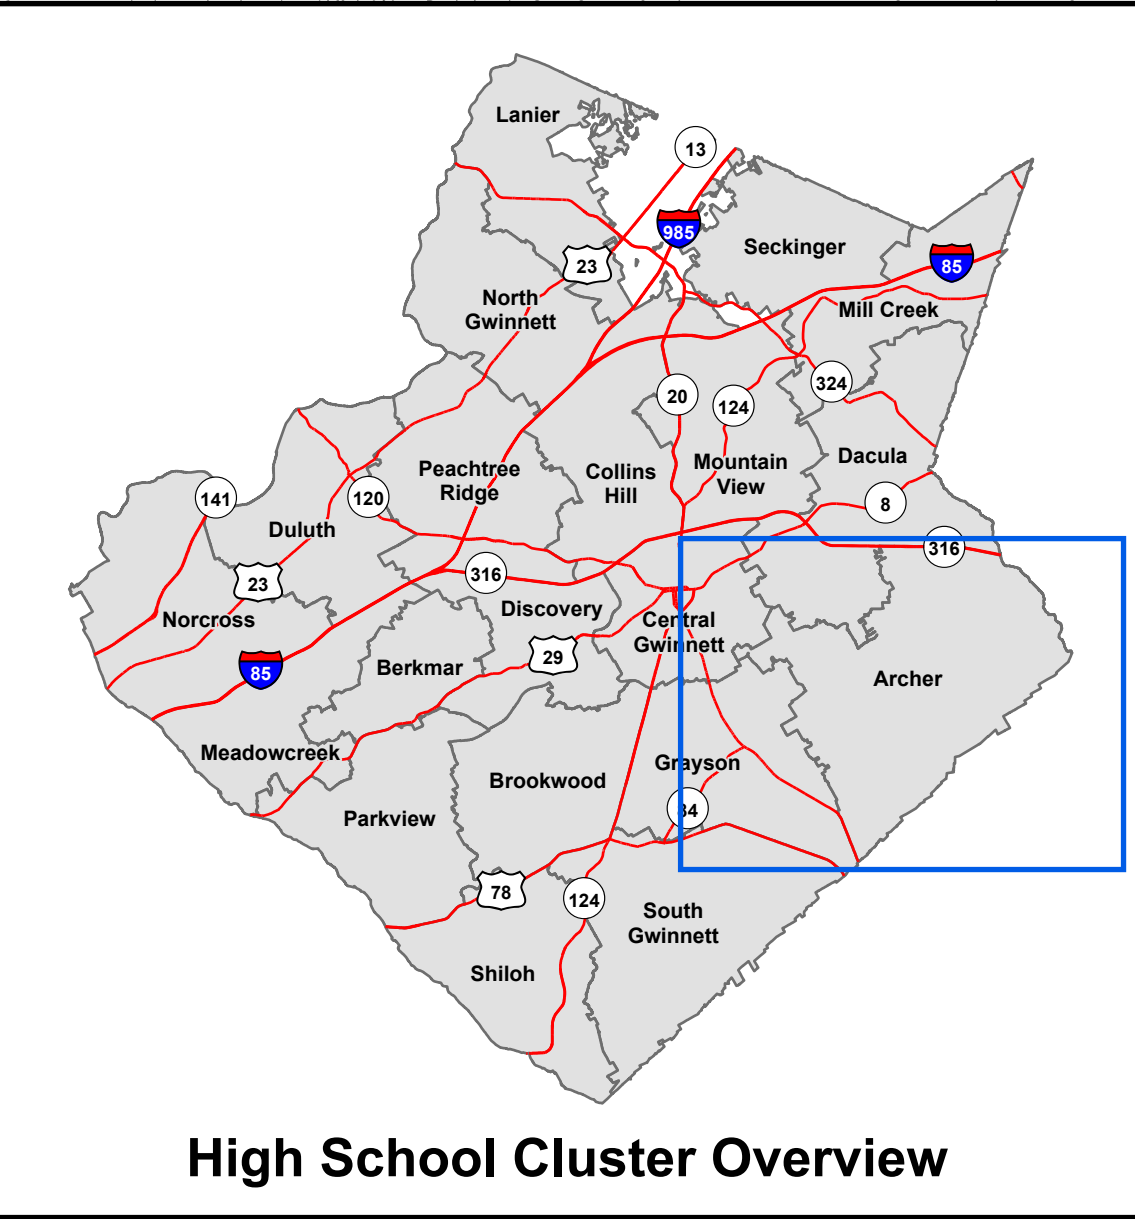 Lanier
13
985
Seckinger
85
23
North
Gwinnett
Mill Creek
324
20
124
Peachtree
Ridge
Collins
Hill
Mountain
View
Dacula
141
120
8
Duluth
316
23
316
Discovery
Norcross
Central
Gwinnett
29
85
Berkmar
Archer
Meadowcreek
Grayson
Brookwood
84
Parkview
78
124
South
Gwinnett
Shiloh
High School Cluster Overview